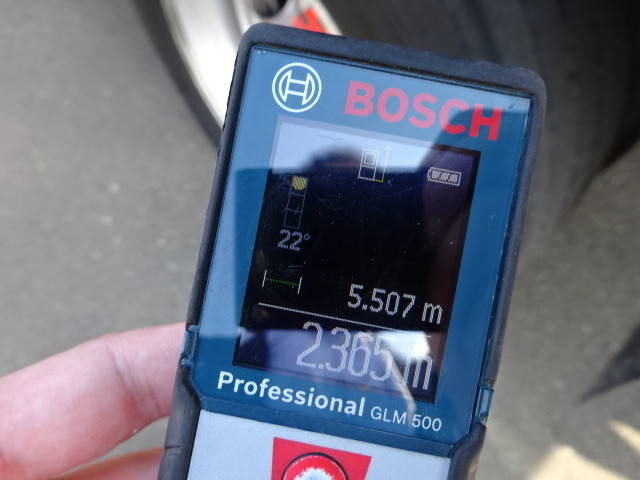 BOSCH
22°
5.507 m
2.365 m
Professional GLM 500